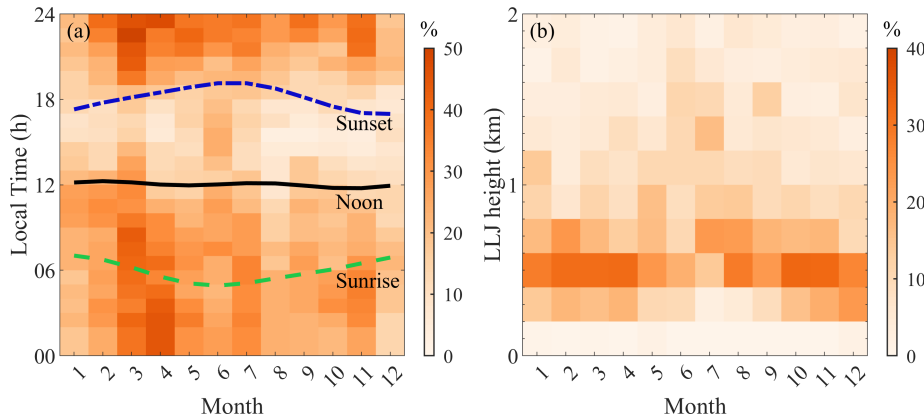 (a)
24
18
12
06
00
Local Time (h)
Sunset
Noon
Sunrise
1 2 3 4 5 6 7 8 9 10 11 12
Month
%
50
40
30
20
10
0
(b)
2
1
0
LLJ height (km)
1 2 3 4 5 6 7 8 9 10 11 12
Month
%
40
30
20
10
0